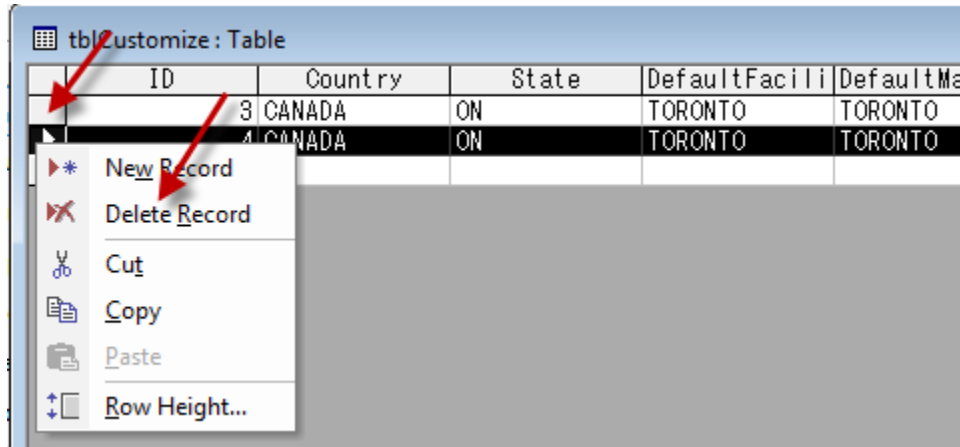 tblCustomize : Table
ID Country State DefaultFacili DefaultMa
3 CANADA ON TORONTO TORONTO
4 CANADA ON TORONTO TORONTO
New Record
Delete Record
Cut
Copy
Paste
Row Height...